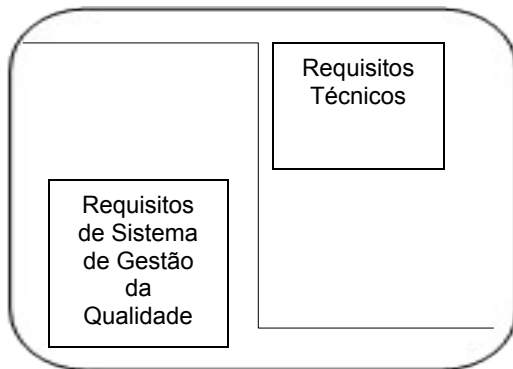 Requisitos
Técnicos
Requisitos
de Sistema
de Gestão
da
Qualidade